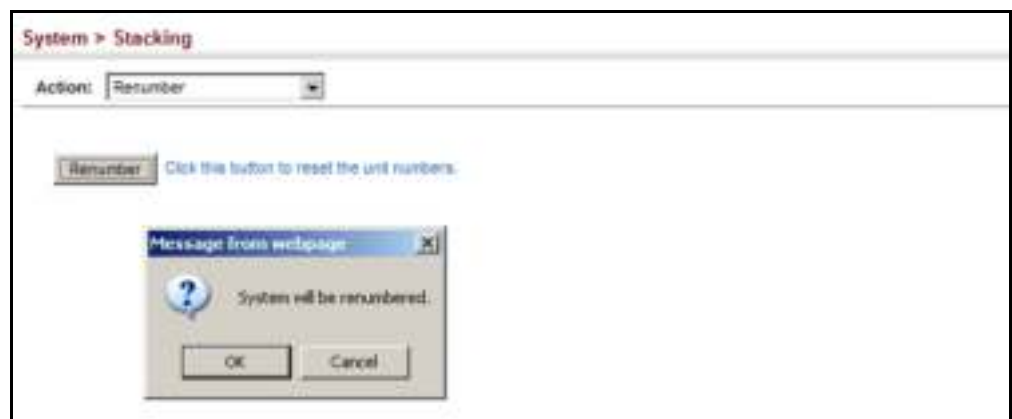 System > Stacking
Action: Renumber
Renumber Click this button to reset the unit numbers.
Message from webpage
System will be renumbered.
OK Cancel